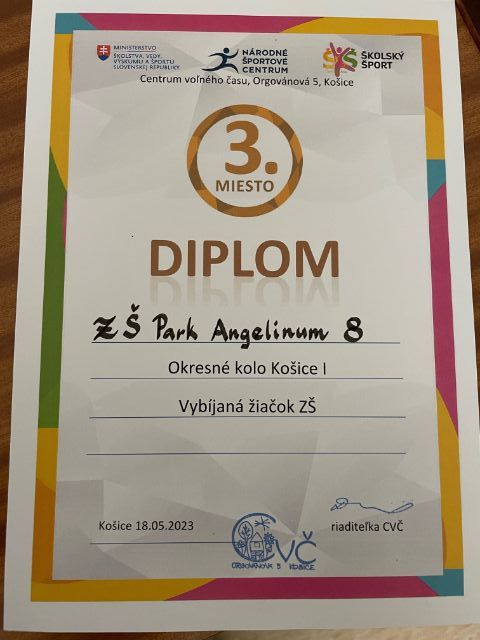 MINISTERSTVO
ŠKOLSTVA, VEDY,
VÝSKUMU A ŠPORTU
SLOVENSKEJ REPUBLIKY
NÁRODNÉ
ŠPORTOVÉ
CENTRUM
ŠKOLSKÝ
ŠPORT
Centrum voľného času, Orgovánová 5, Košice
3.
MIESTO
DIPLOM
ZŠ Park Angelinum 8
Okresné kolo Košice I
Vybíjaná žiačok ZŠ
Košice 18.05.2023
riaditeľka CVČ
CVČ
ORGOVÁNOVÁ 5 KOŠICE